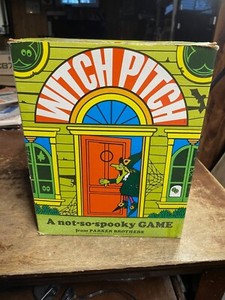 WITCH PITCH
A not-so-spooky GAME
from PARKER BROTHERS